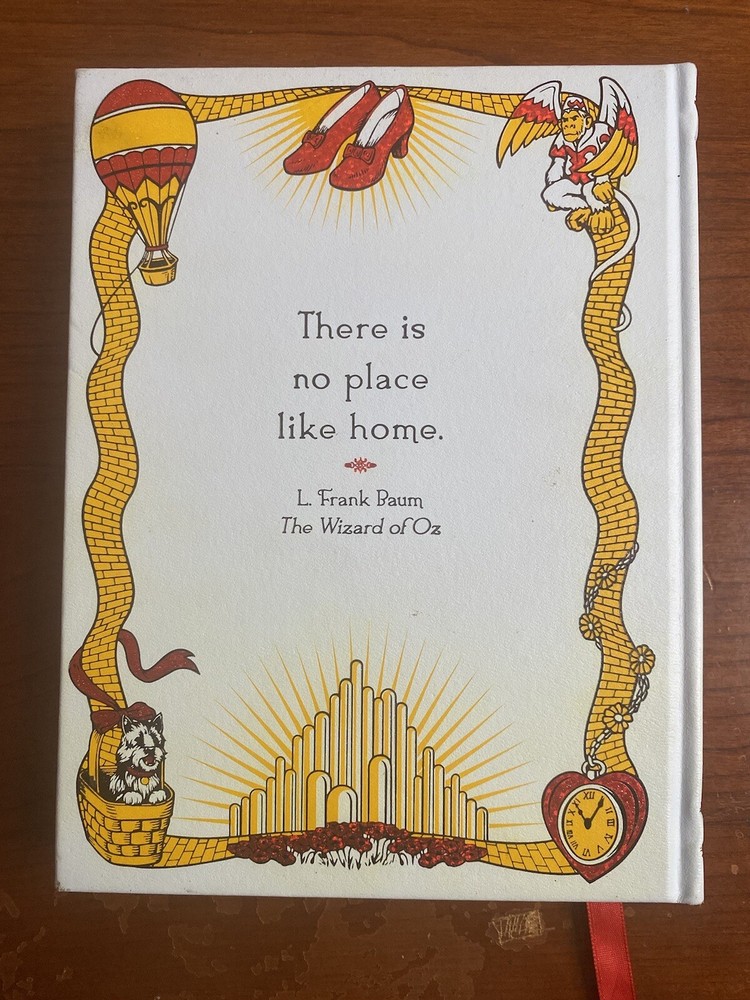 There is
no place
like home.
L. Frank Baum
The Wizard of Oz